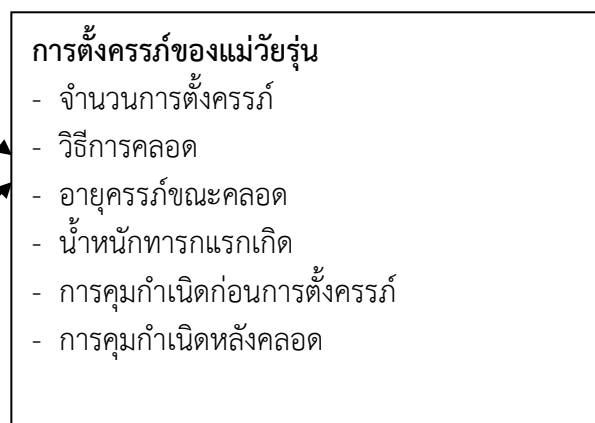 การตั้งครรภ์ของแม่วัยรุ่น
- จำนวนการตั้งครรภ์
- วิธีการคลอด
- อายุครรภ์ขณะคลอด
- น้ำหนักทารกแรกเกิด
- การคุมกำเนิดก่อนการตั้งครรภ์
- การคุมกำเนิดหลังคลอด